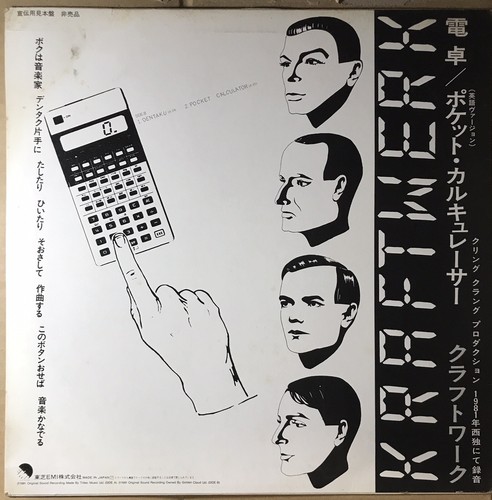 宣伝用見本盤 非売品
ボクは音楽家 デンタク片手に たしたり ひいたり そおさして 作曲する このボタンおせば 音楽かなでる
0.
1. DENTAKU
2. POCKET CALCULATOR
KRAFTWERK
電卓/ポケット・カルキュレーサー クラフトワーク
(英語ヴァージョン)
クリング クラング プロダクション 1981年西独にて録音
東芝EMI株式会社
MADE IN JAPAN